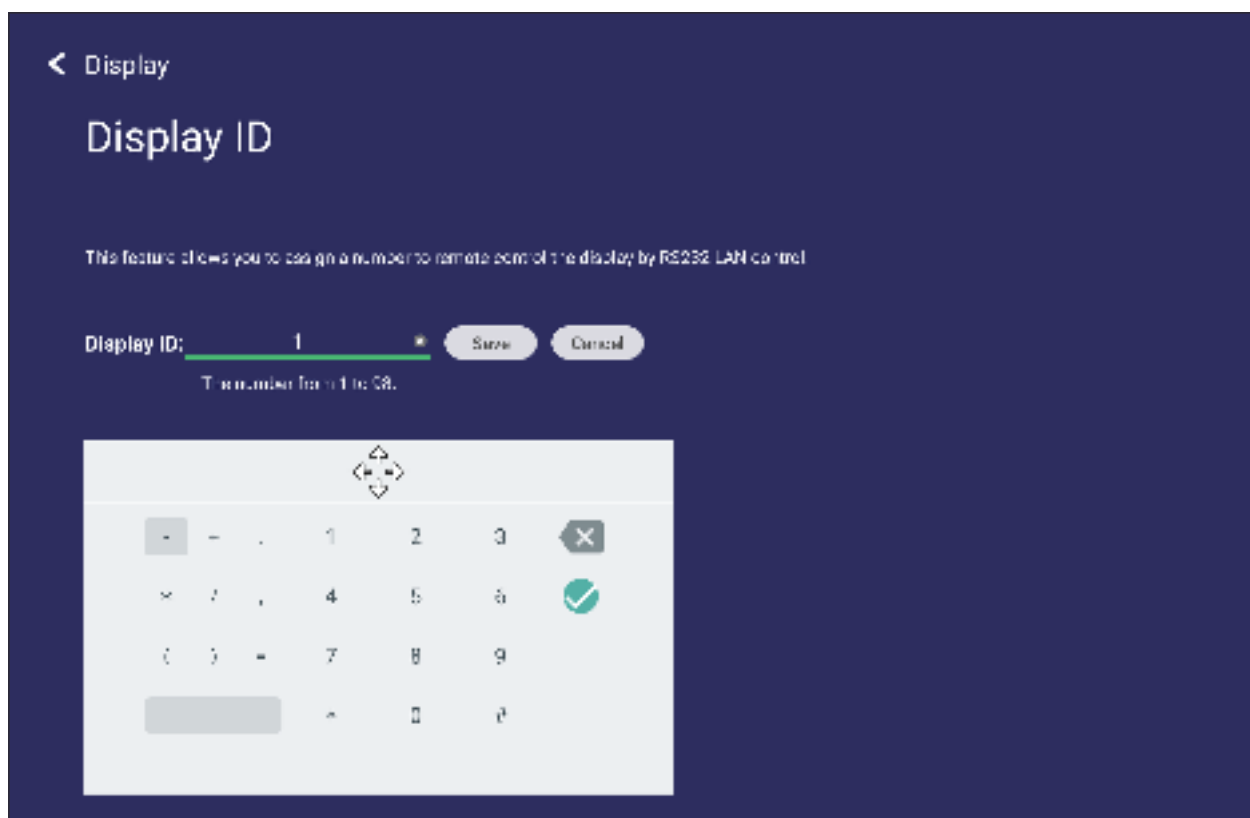 Display
Display ID
This feature allows you to assign a number to remote control the display by RS232 LAN control
Display ID: 1 Save Cancel
The number from 1 to 98.
- 1 2 3
4 5 6
( ) = 7 8 9
0